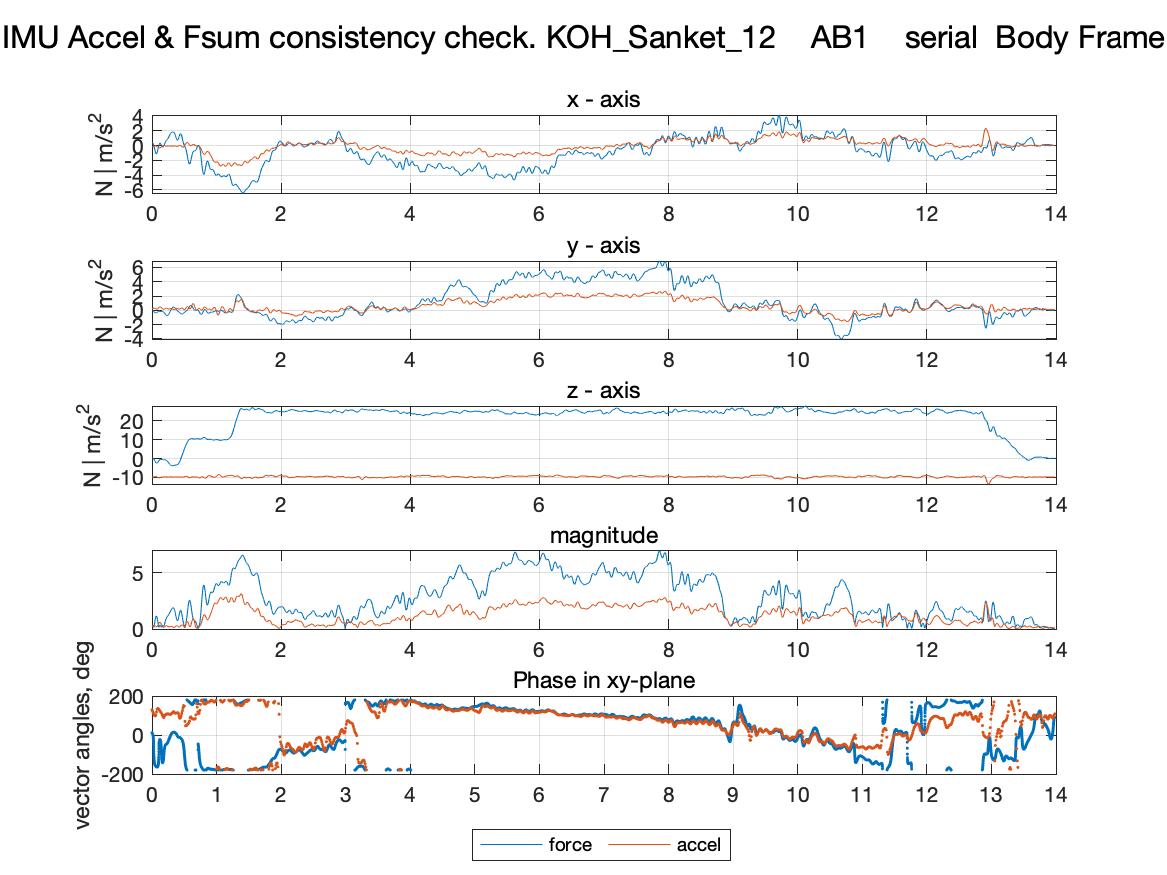 IMU Accel & Fsum consistency check. KOH_Sanket_12 AB1 serial Body Frame
x - axis
N | m/s2
4
2
0
-2
-4
-6
0 2 4 6 8 10 12 14
y - axis
N | m/s2
6
4
2
0
-2
-4
0 2 4 6 8 10 12 14
z - axis
N | m/s2
20
10
0
-10
0 2 4 6 8 10 12 14
magnitude
5
0
0 2 4 6 8 10 12 14
Phase in xy-plane
vector angles, deg
200
0
-200
0 1 2 3 4 5 6 7 8 9 10 11 12 13 14
force accel